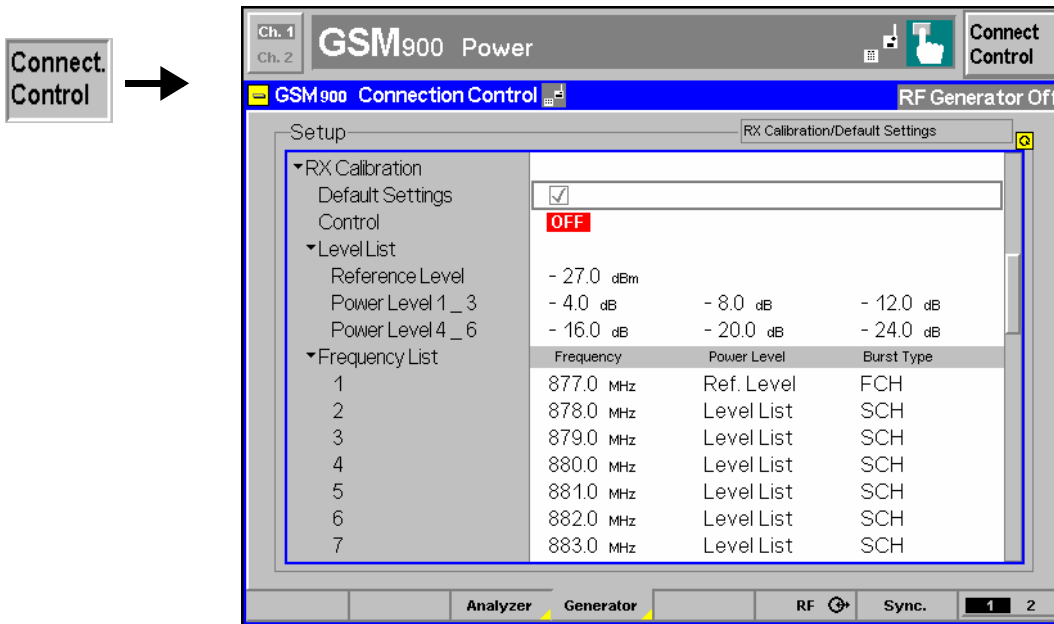 Connect.
Control
Ch. 1
Ch. 2
GSM900 Power
Connect
Control
GSM900 Connection Control
RF Generator Off
Setup
RX Calibration/Default Settings
RX Calibration
Default Settings
Control OFF
Level List
Reference Level - 27.0 dBm
Power Level 1 _ 3 - 4.0 dB - 8.0 dB - 12.0 dB
Power Level 4 _ 6 - 16.0 dB - 20.0 dB - 24.0 dB
Frequency List Frequency Power Level Burst Type
1 877.0 MHz Ref. Level FCH
2 878.0 MHz Level List SCH
3 879.0 MHz Level List SCH
4 880.0 MHz Level List SCH
5 881.0 MHz Level List SCH
6 882.0 MHz Level List SCH
7 883.0 MHz Level List SCH
Analyzer Generator RF Sync. 1 2